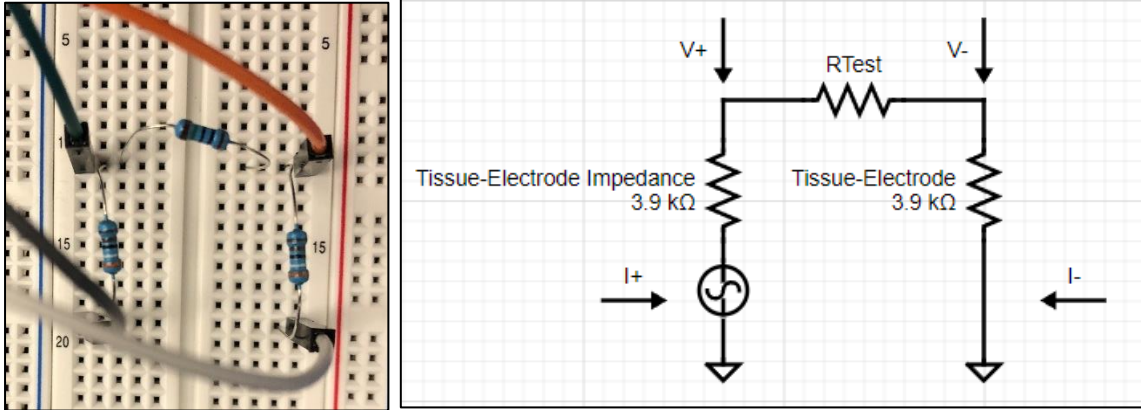 5
5
15
15
20
V+
V-
RTest
Tissue-Electrode Impedance
3.9 kΩ
Tissue-Electrode
3.9 kΩ
I+
I-